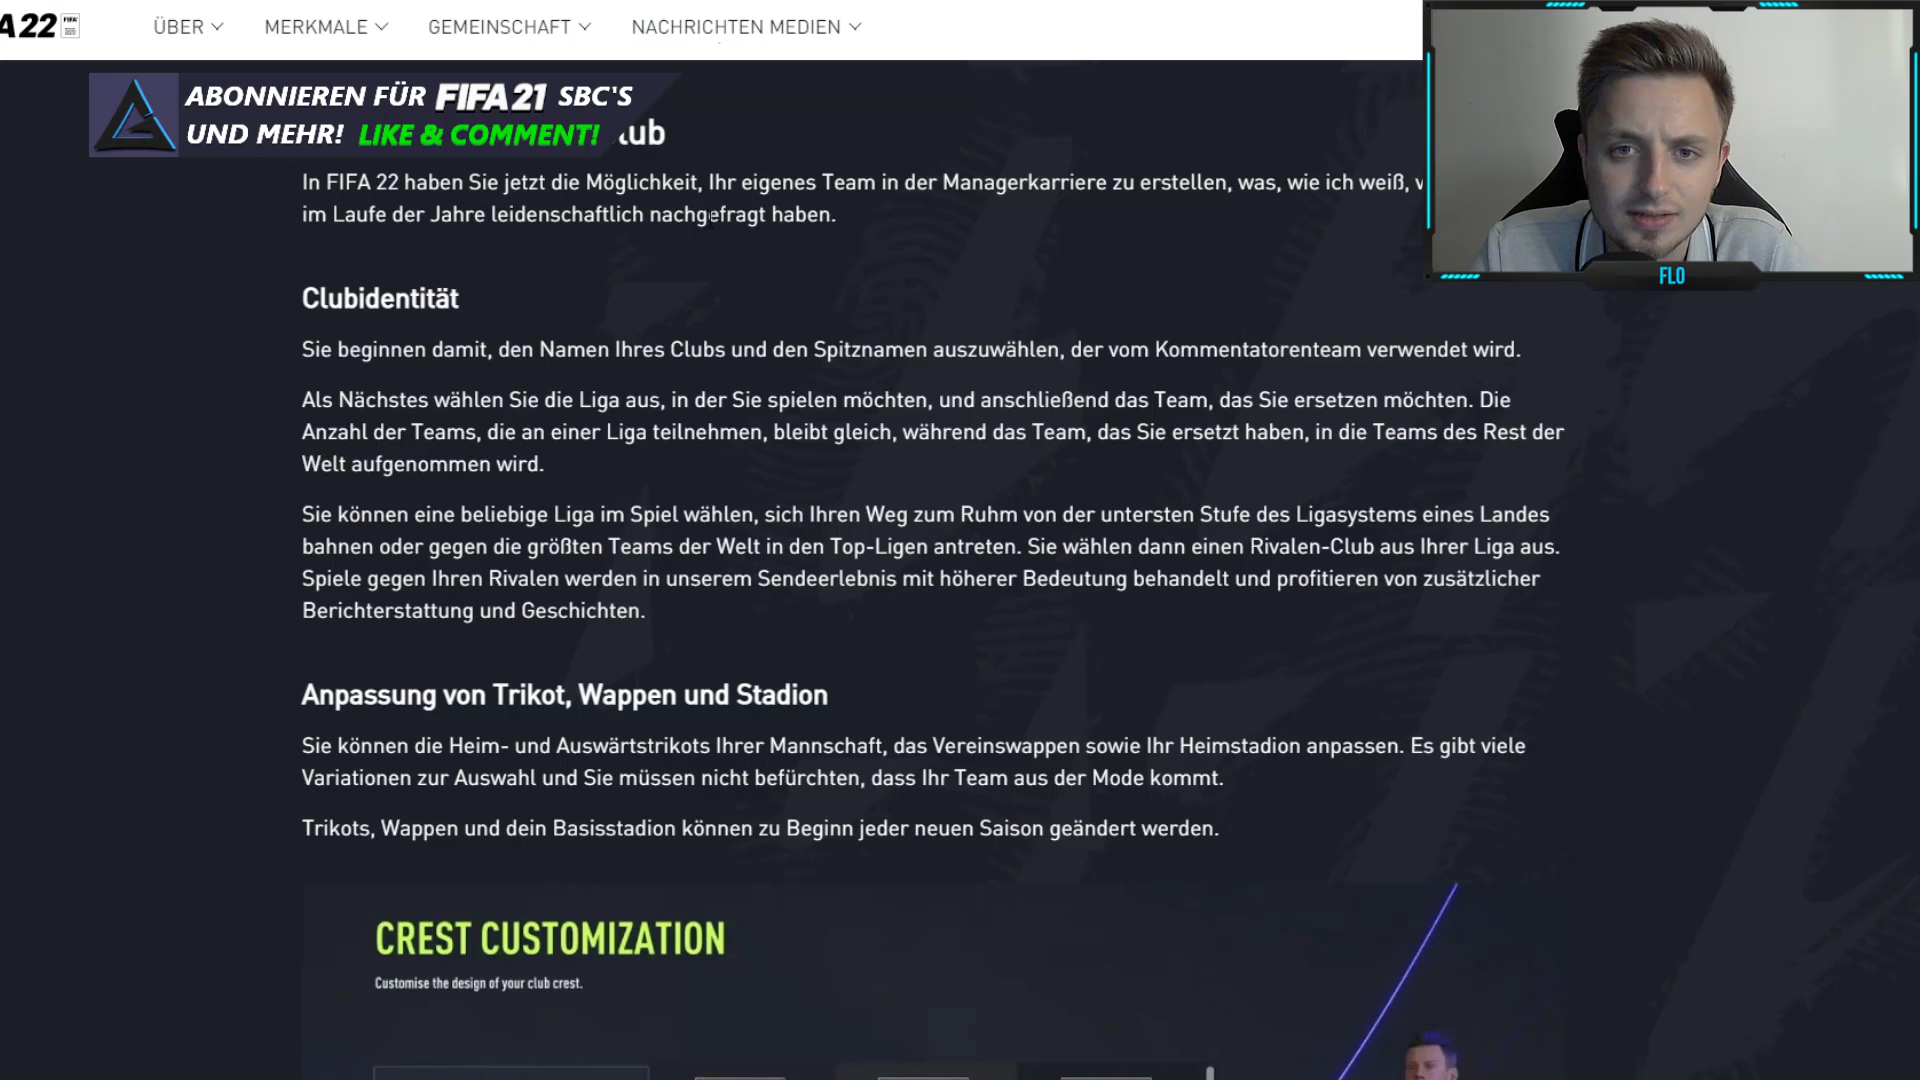 A 22
ÜBER
MERKMALE
GEMEINSCHAFT
NACHRICHTEN MEDIEN
ABONNIEREN FÜR FIFA 21 SBC'S
UND MEHR! LIKE & COMMENT!
lub
In FIFA 22 haben Sie jetzt die Möglichkeit, Ihr eigenes Team in der Managerkarriere zu erstellen, was, wie ich weiß, v
im Laufe der Jahre leidenschaftlich nachgefragt haben.
FLO
Clubidentität
Sie beginnen damit, den Namen Ihres Clubs und den Spitznamen auszuwählen, der vom Kommentatorenteam verwendet wird.
Als Nächstes wählen Sie die Liga aus, in der Sie spielen möchten, und anschließend das Team, das Sie ersetzen möchten. Die
Anzahl der Teams, die an einer Liga teilnehmen, bleibt gleich, während das Team, das Sie ersetzt haben, in die Teams des Rest der
Welt aufgenommen wird.
Sie können eine beliebige Liga im Spiel wählen, sich Ihren Weg zum Ruhm von der untersten Stufe des Ligasystems eines Landes
bahnen oder gegen die größten Teams der Welt in den Top-Ligen antreten. Sie wählen dann einen Rivalen-Club aus Ihrer Liga aus.
Spiele gegen Ihren Rivalen werden in unserem Sendeerlebnis mit höherer Bedeutung behandelt und profitieren von zusätzlicher
Berichterstattung und Geschichten.
Anpassung von Trikot, Wappen und Stadion
Sie können die Heim- und Auswärtstrikots Ihrer Mannschaft, das Vereinswappen sowie Ihr Heimstadion anpassen. Es gibt viele
Variationen zur Auswahl und Sie müssen nicht befürchten, dass Ihr Team aus der Mode kommt.
Trikots, Wappen und dein Basisstadion können zu Beginn jeder neuen Saison geändert werden.
CREST CUSTOMIZATION
Customise the design of your club crest.